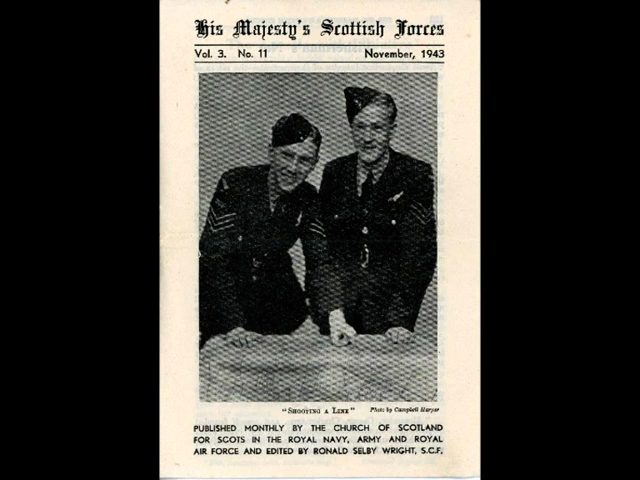 His Majesty's Scottish Forces
Vol. 3. No. 11 November, 1943
"SHOOTING A LINE" Photo by Campbell Harper
PUBLISHED MONTHLY BY THE CHURCH OF SCOTLAND
FOR SCOTS IN THE ROYAL NAVY, ARMY AND ROYAL
AIR FORCE AND EDITED BY RONALD SELBY WRIGHT, S.C.F.